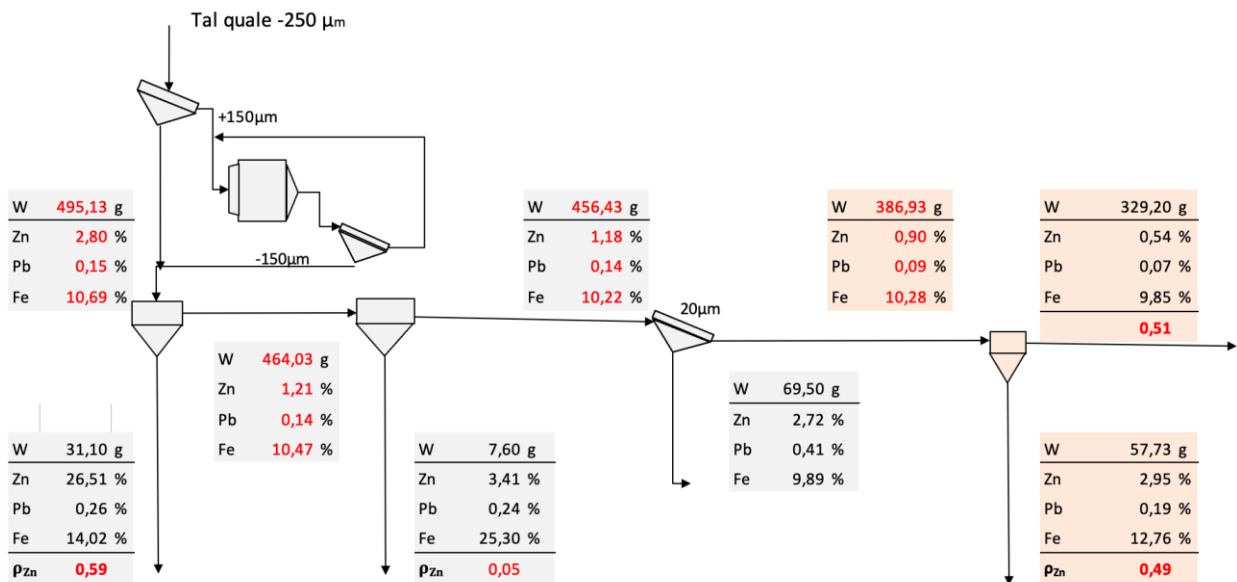 Tal quale -250 µm
+150µm
-150µm
W 495,13 g
Zn 2,80 %
Pb 0,15 %
Fe 10,69 %
W 456,43 g
Zn 1,18 %
Pb 0,14 %
Fe 10,22 %
W 386,93 g
Zn 0,90 %
Pb 0,09 %
Fe 10,28 %
W 329,20 g
Zn 0,54 %
Pb 0,07 %
Fe 9,85 %
0,51
20µm
W 464,03 g
Zn 1,21 %
Pb 0,14 %
Fe 10,47 %
W 69,50 g
Zn 2,72 %
Pb 0,41 %
Fe 9,89 %
W 31,10 g
Zn 26,51 %
Pb 0,26 %
Fe 14,02 %
ρZn 0,59
W 7,60 g
Zn 3,41 %
Pb 0,24 %
Fe 25,30 %
ρZn 0,05
W 57,73 g
Zn 2,95 %
Pb 0,19 %
Fe 12,76 %
ρZn 0,49